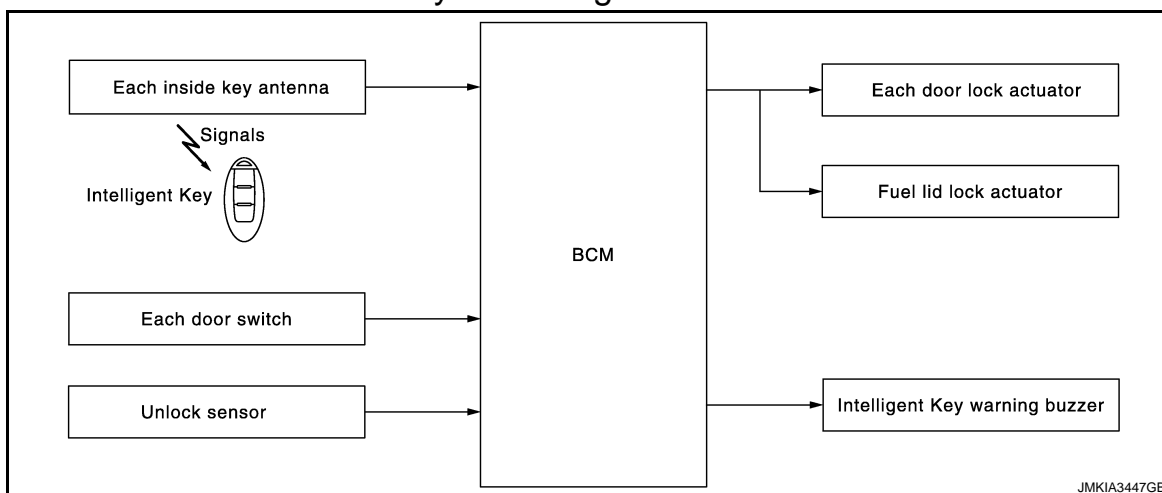 Each inside key antenna
Signals
Intelligent Key
Each door switch
Unlock sensor
BCM
Each door lock actuator
Fuel lid lock actuator
Intelligent Key warning buzzer